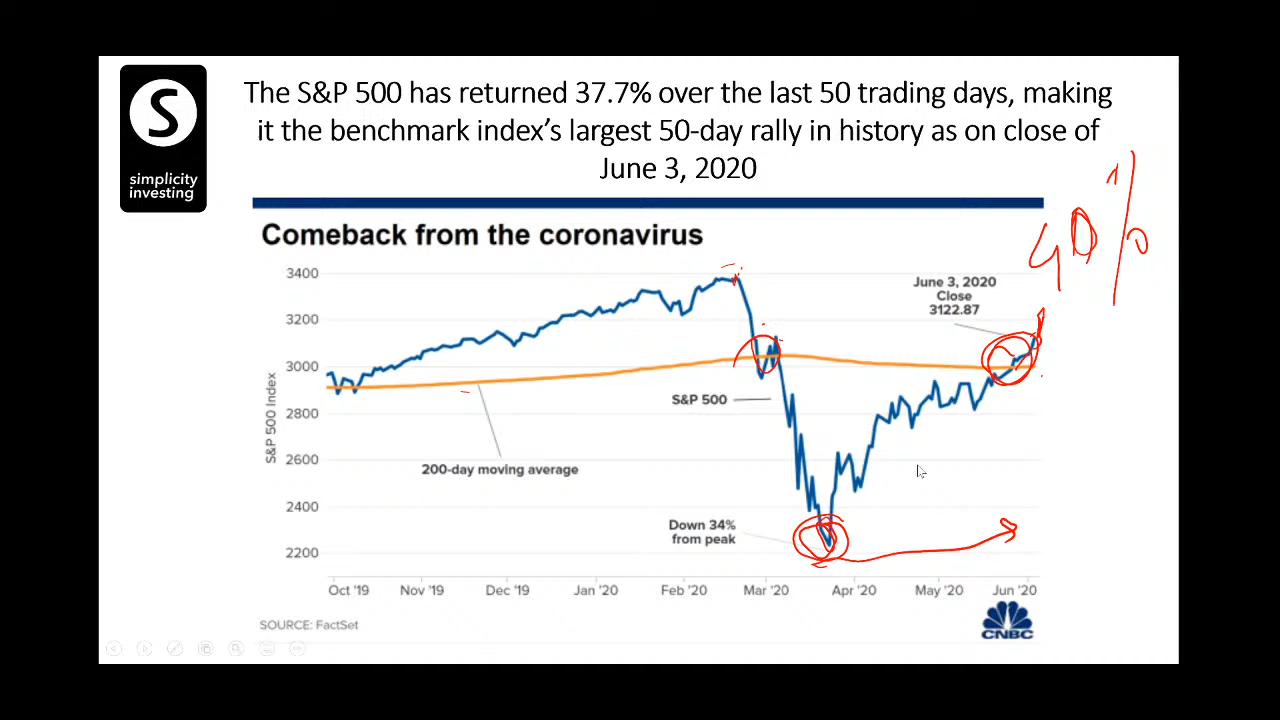 S
simplicity
investing
The S&P 500 has returned 37.7% over the last 50 trading days, making
it the benchmark index's largest 50-day rally in history as on close of
June 3, 2020
40%
Comeback from the coronavirus
3400
3200
3000
2800
2600
2400
2200
S&P 500 Index
June 3, 2020
Close
3122.87
S&P 500
200-day moving average
Down 34%
from peak
Oct '19 Nov '19 Dec '19 Jan '20 Feb '20 Mar '20 Apr '20 May '20 Jun '20
SOURCE: FactSet
CNBC